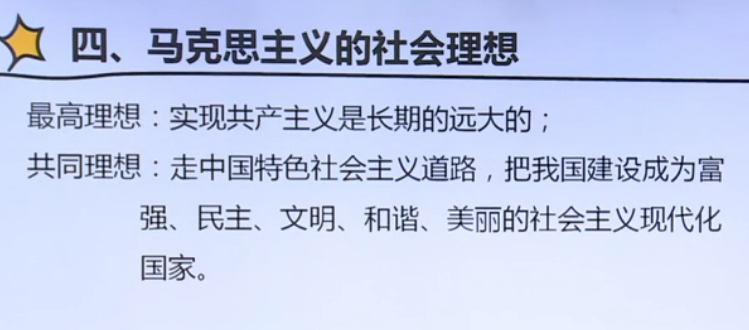 四、马克思主义的社会理想
最高理想：实现共产主义是长期的远大的；
共同理想：走中国特色社会主义道路，把我国建设成为富
强、民主、文明、和谐、美丽的社会主义现代化
国家。